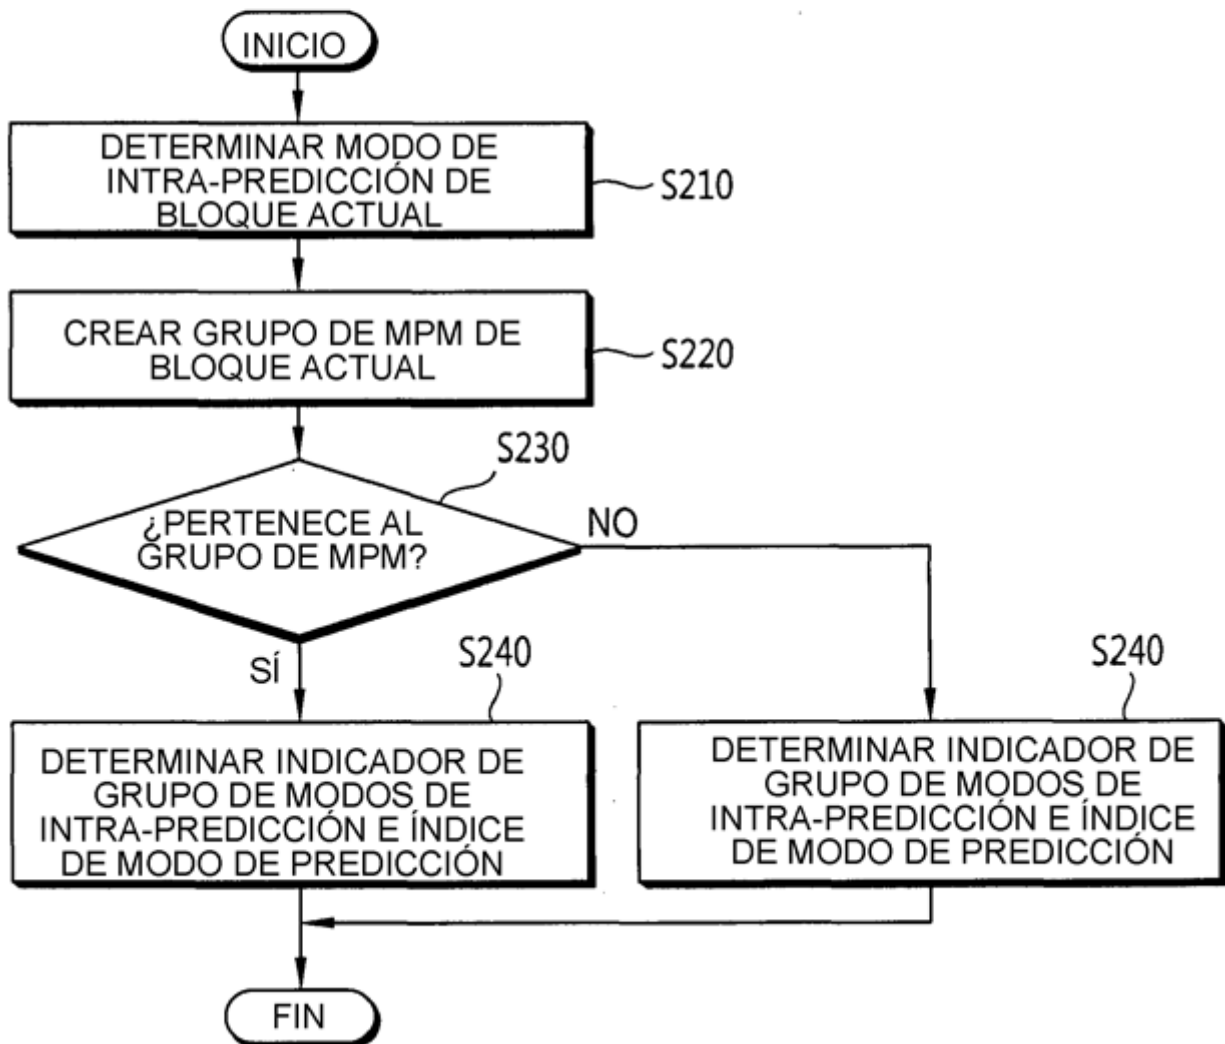 INICIO
DETERMINAR MODO DE
INTRA-PREDICCIÓN DE
BLOQUE ACTUAL
S210
CREAR GRUPO DE MPM DE
BLOQUE ACTUAL
S220
S230
¿PERTENECE AL
GRUPO DE MPM?
NO
SÍ
S240
DETERMINAR INDICADOR DE
GRUPO DE MODOS DE
INTRA-PREDICCIÓN E ÍNDICE
DE MODO DE PREDICCIÓN
S240
DETERMINAR INDICADOR DE
GRUPO DE MODOS DE
INTRA-PREDICCIÓN E ÍNDICE
DE MODO DE PREDICCIÓN
FIN